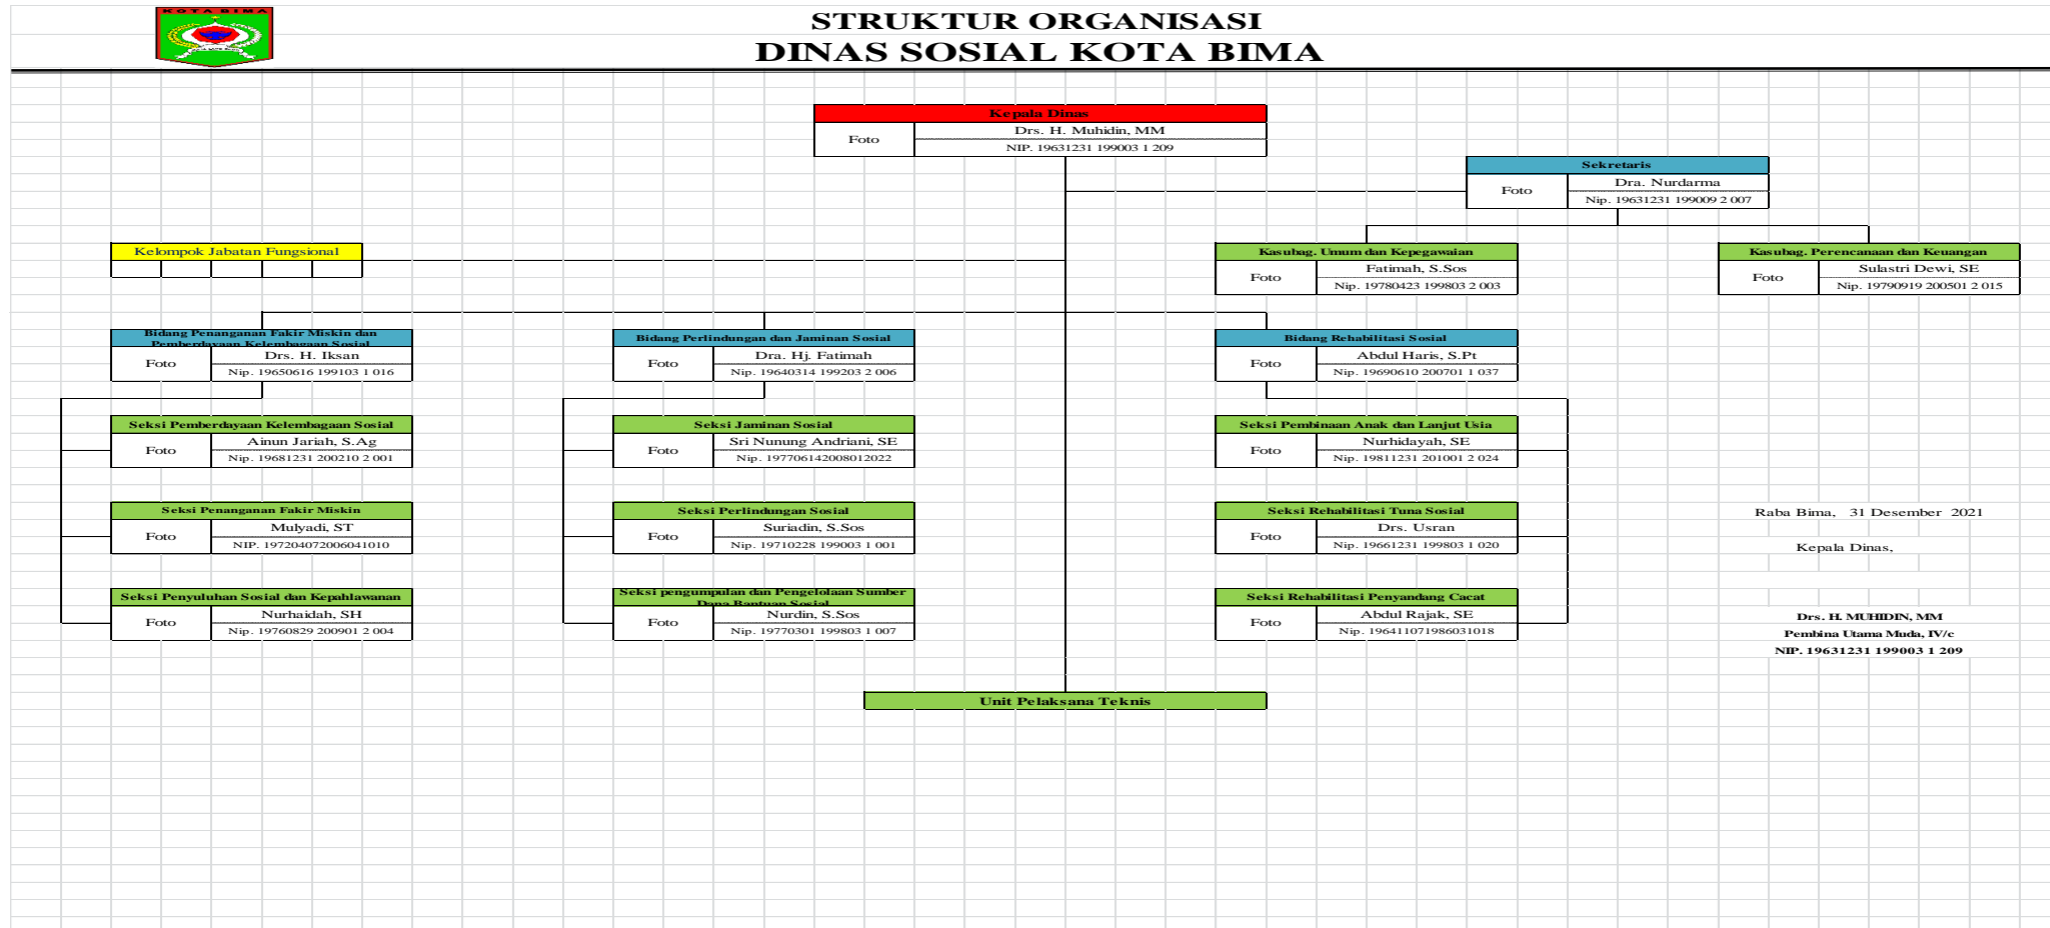 KOTA BIMA
STRUKTUR ORGANISASI
DINAS SOSIAL KOTA BIMA
Kepala Dinas
Foto
Drs. H. Muhidin, MM
NIP. 19631231 199003 1 209
Sekretaris
Foto
Dra. Nurdarma
Nip. 19631231 199009 2 007
Kelompok Jabatan Fungsional
Kasubag. Umum dan Kepegawaian
Foto
Fatimah, S.Sos
Nip. 19780423 199803 2 003
Kasubag. Perencanaan dan Keuangan
Foto
Sulastri Dewi, SE
Nip. 19790919 200501 2 015
Bidang Penanganan Fakir Miskin dan
Pemberdayaan Kelembagaan Sosial
Foto
Drs. H. Iksan
Nip. 19650616 199103 1 016
Bidang Perlindungan dan Jaminan Sosial
Foto
Dra. Hj. Fatimah
Nip. 19640314 199203 2 006
Bidang Rehabilitasi Sosial
Foto
Abdul Haris, S.Pt
Nip. 19690610 200701 1 037
Seksi Pemberdayaan Kelembagaan Sosial
Foto
Ainun Jariah, S.Ag
Nip. 19681231 200210 2 001
Seksi Jaminan Sosial
Foto
Sri Nunung Andriani, SE
Nip. 197706142008012022
Seksi Pembinaan Anak dan Lanjut Usia
Foto
Nurhidayah, SE
Nip. 19811231 201001 2 024
Seksi Penanganan Fakir Miskin
Foto
Mulyadi, ST
NIP. 197204072006041010
Seksi Perlindungan Sosial
Foto
Suriadin, S.Sos
Nip. 19710228 199003 1 001
Seksi Rehabilitasi Tuna Sosial
Foto
Drs. Usran
Nip. 19661231 199803 1 020
Seksi Penyuluhan Sosial dan Kepahlawanan
Foto
Nurhaidah, SH
Nip. 19760829 200901 2 004
Seksi pengumpulan dan Pengelolaan Sumber
Dana Bantuan Sosial
Foto
Nurdin, S.Sos
Nip. 19770301 199803 1 007
Seksi Rehabilitasi Penyandang Cacat
Foto
Abdul Rajak, SE
Nip. 196411071986031018
Raba Bima, 31 Desember 2021
Kepala Dinas,
Drs. H. MUHIDIN, MM
Pembina Utama Muda, IV/c
NIP. 19631231 199003 1 209
Unit Pelaksana Teknis